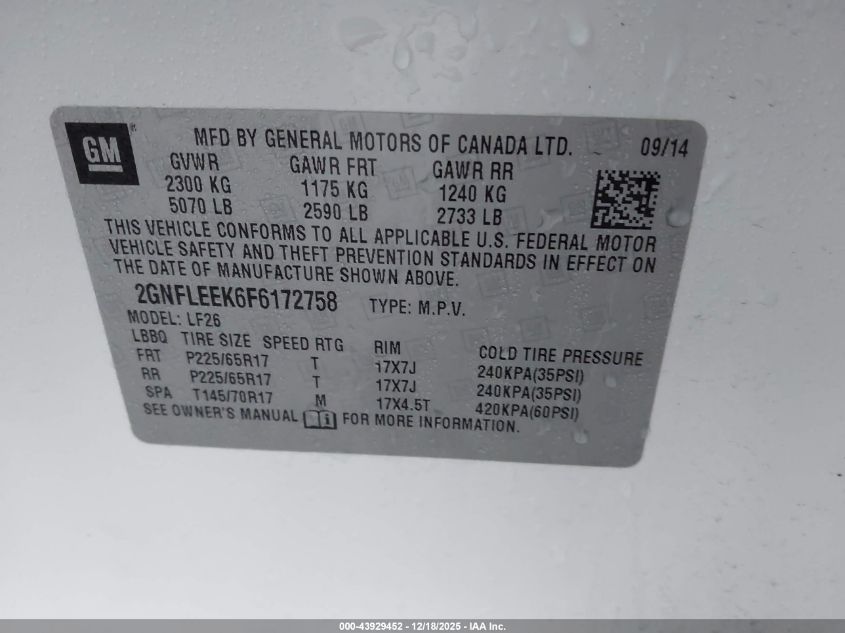 GM
MFD BY GENERAL MOTORS OF CANADA LTD. 09/14
GVWR GAWR FRT GAWR RR
2300 KG 1175 KG 1240 KG
5070 LB 2590 LB 2733 LB
THIS VEHICLE CONFORMS TO ALL APPLICABLE U.S. FEDERAL MOTOR
VEHICLE SAFETY AND THEFT PREVENTION STANDARDS IN EFFECT ON
THE DATE OF MANUFACTURE SHOWN ABOVE.
2GNFLEEK6F6172758 TYPE: M.P.V.
MODEL: LF26
LBBQ TIRE SIZE SPEED RTG RIM COLD TIRE PRESSURE
FRT P225/65R17 T 17X7J 240KPA(35PSI)
RR P225/65R17 T 17X7J 240KPA(35PSI)
SPA T145/70R17 M 17X4.5T 420KPA(60PSI)
SEE OWNER'S MANUAL i FOR MORE INFORMATION.
000-43929452 - 12/18/2025 - IAA Inc.